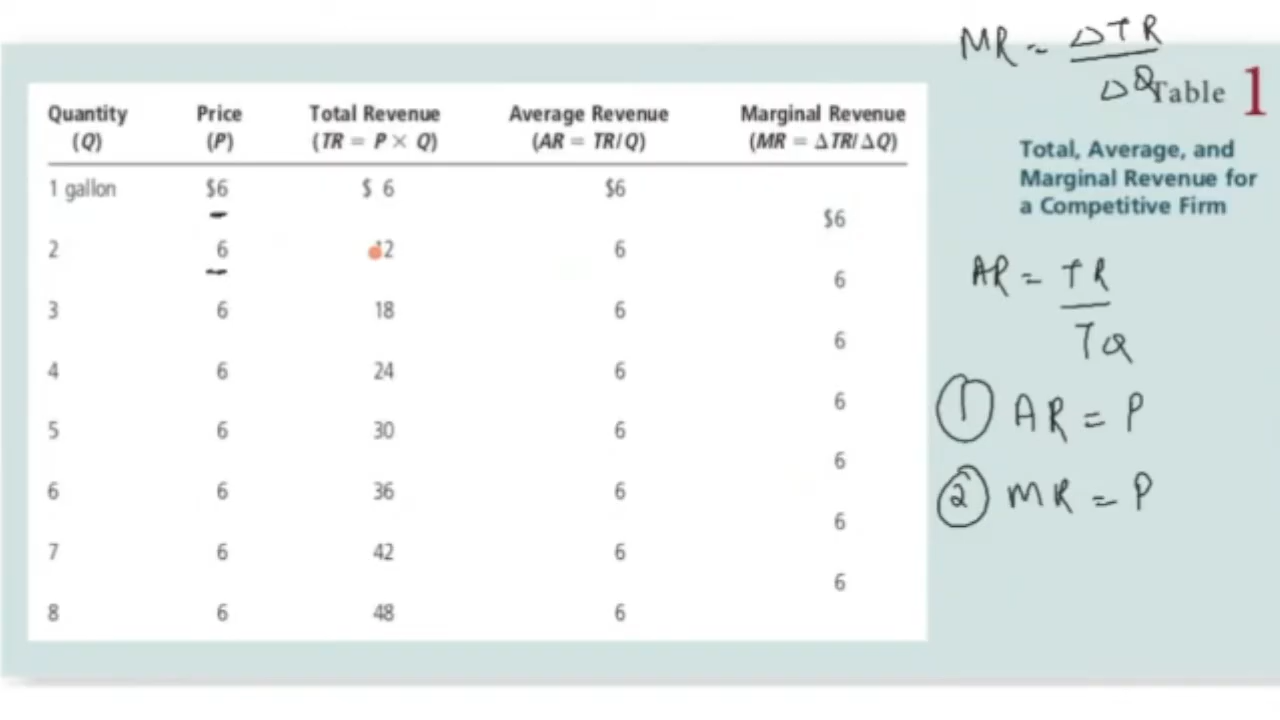 MR = ΔTR
ΔQ
Table 1
Total, Average, and
Marginal Revenue for
a Competitive Firm
Quantity Price Total Revenue Average Revenue Marginal Revenue
(Q) (P) (TR = P × Q) (AR = TR/Q) (MR = ΔTR/ΔQ)
1 gallon $6 $ 6 $6
$6
2 6 12 6
6
3 6 18 6
6
4 6 24 6
6
5 6 30 6
6
6 6 36 6
6
7 6 42 6
6
8 6 48 6
AR = TR
TQ
① AR = P
② MR = P